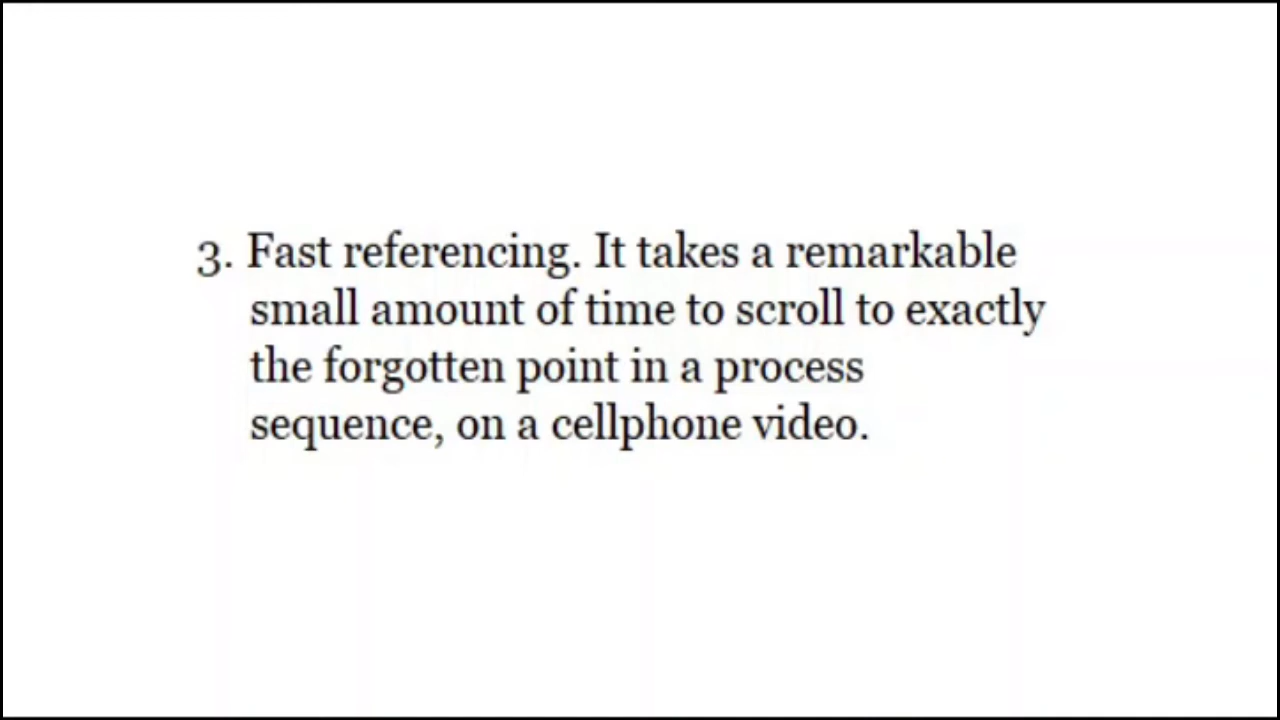 3. Fast referencing. It takes a remarkable
small amount of time to scroll to exactly
the forgotten point in a process
sequence, on a cellphone video.